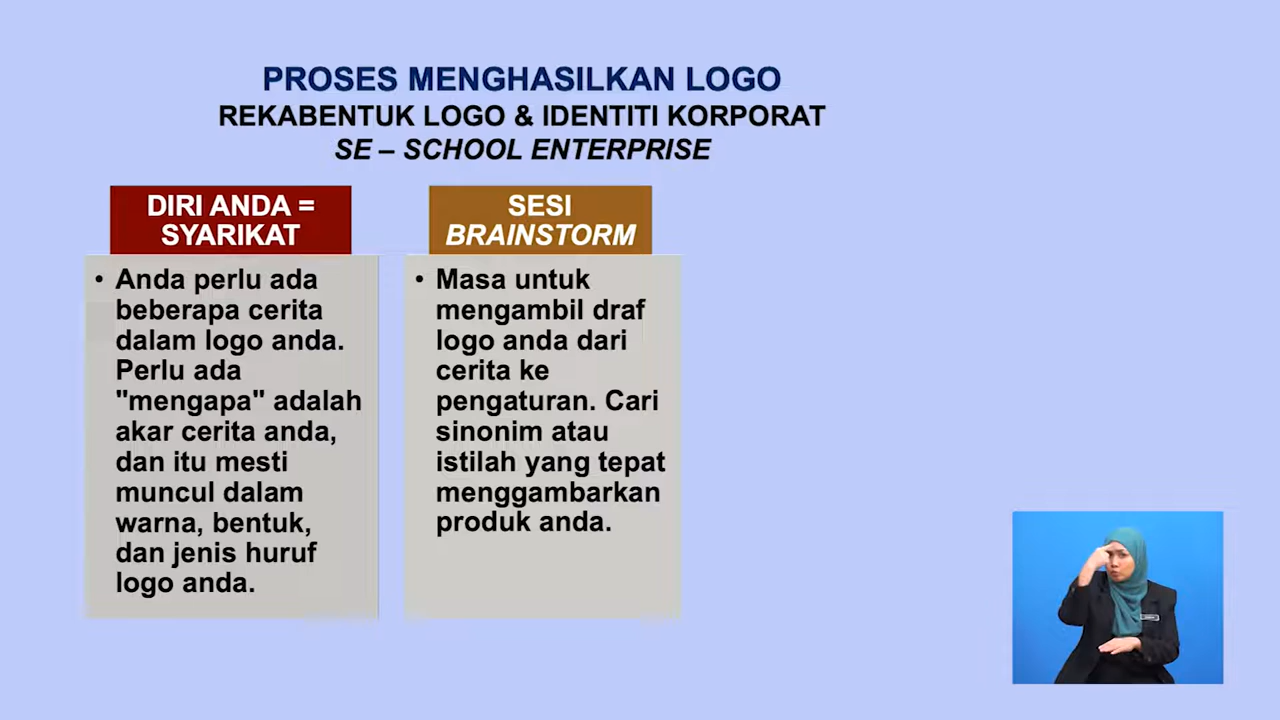 PROSES MENGHASILKAN LOGO
REKABENTUK LOGO & IDENTITI KORPORAT
SE – SCHOOL ENTERPRISE
DIRI ANDA =
SYARIKAT
• Anda perlu ada
beberapa cerita
dalam logo anda.
Perlu ada
"mengapa" adalah
akar cerita anda,
dan itu mesti
muncul dalam
warna, bentuk,
dan jenis huruf
logo anda.
SESI
BRAINSTORM
• Masa untuk
mengambil draf
logo anda dari
cerita ke
pengaturan. Cari
sinonim atau
istilah yang tepat
menggambarkan
produk anda.